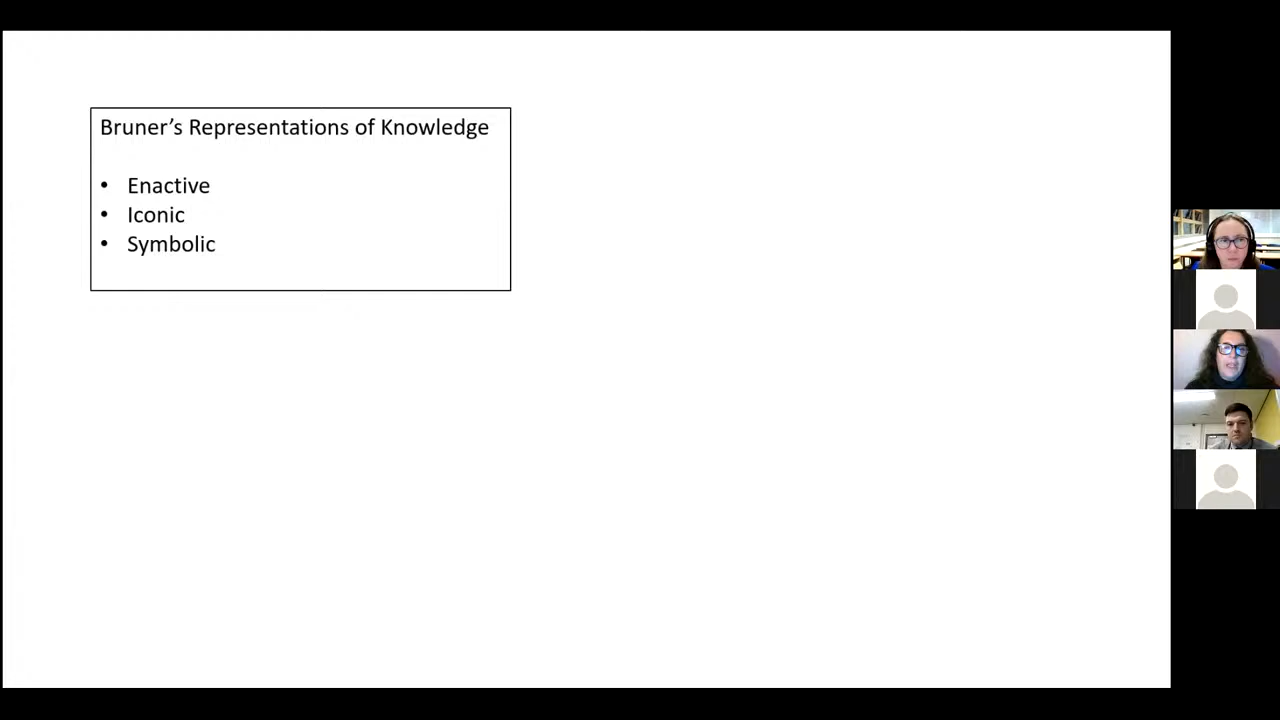 Bruner’s Representations of Knowledge
• Enactive
• Iconic
• Symbolic